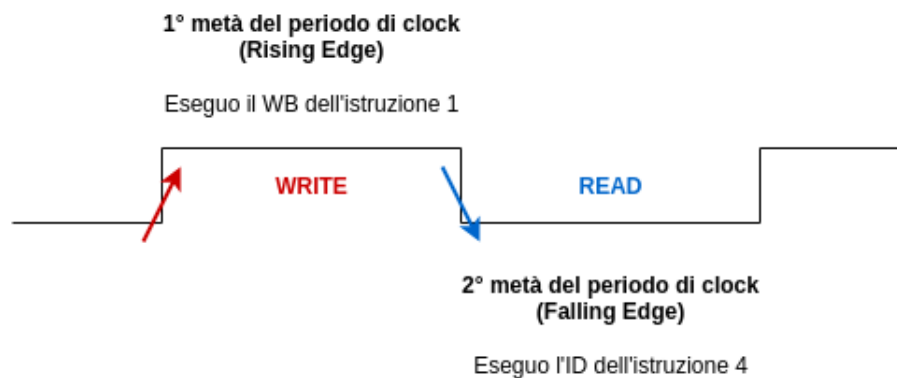 1° metà del periodo di clock
(Rising Edge)
Eseguo il WB dell'istruzione 1
WRITE
READ
2° metà del periodo di clock
(Falling Edge)
Eseguo l'ID dell'istruzione 4